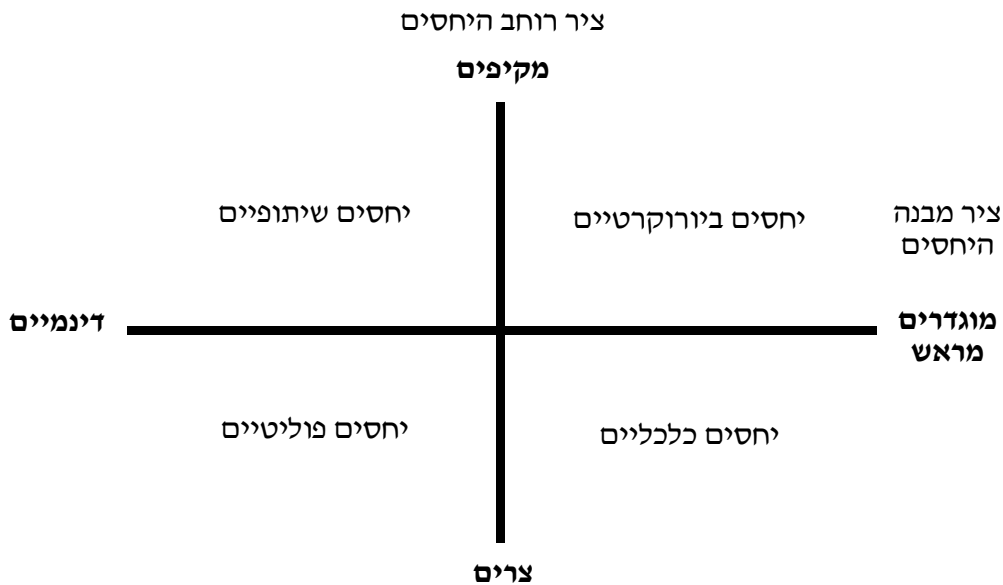 ציר רוחב היחסים
מקיפים
יחסים ביורוקרטיים
יחסים שיתופיים
ציר מבנה
היחסים
מוגדרים
מראש
דינמיים
יחסים כלכליים
יחסים פוליטיים
צרים